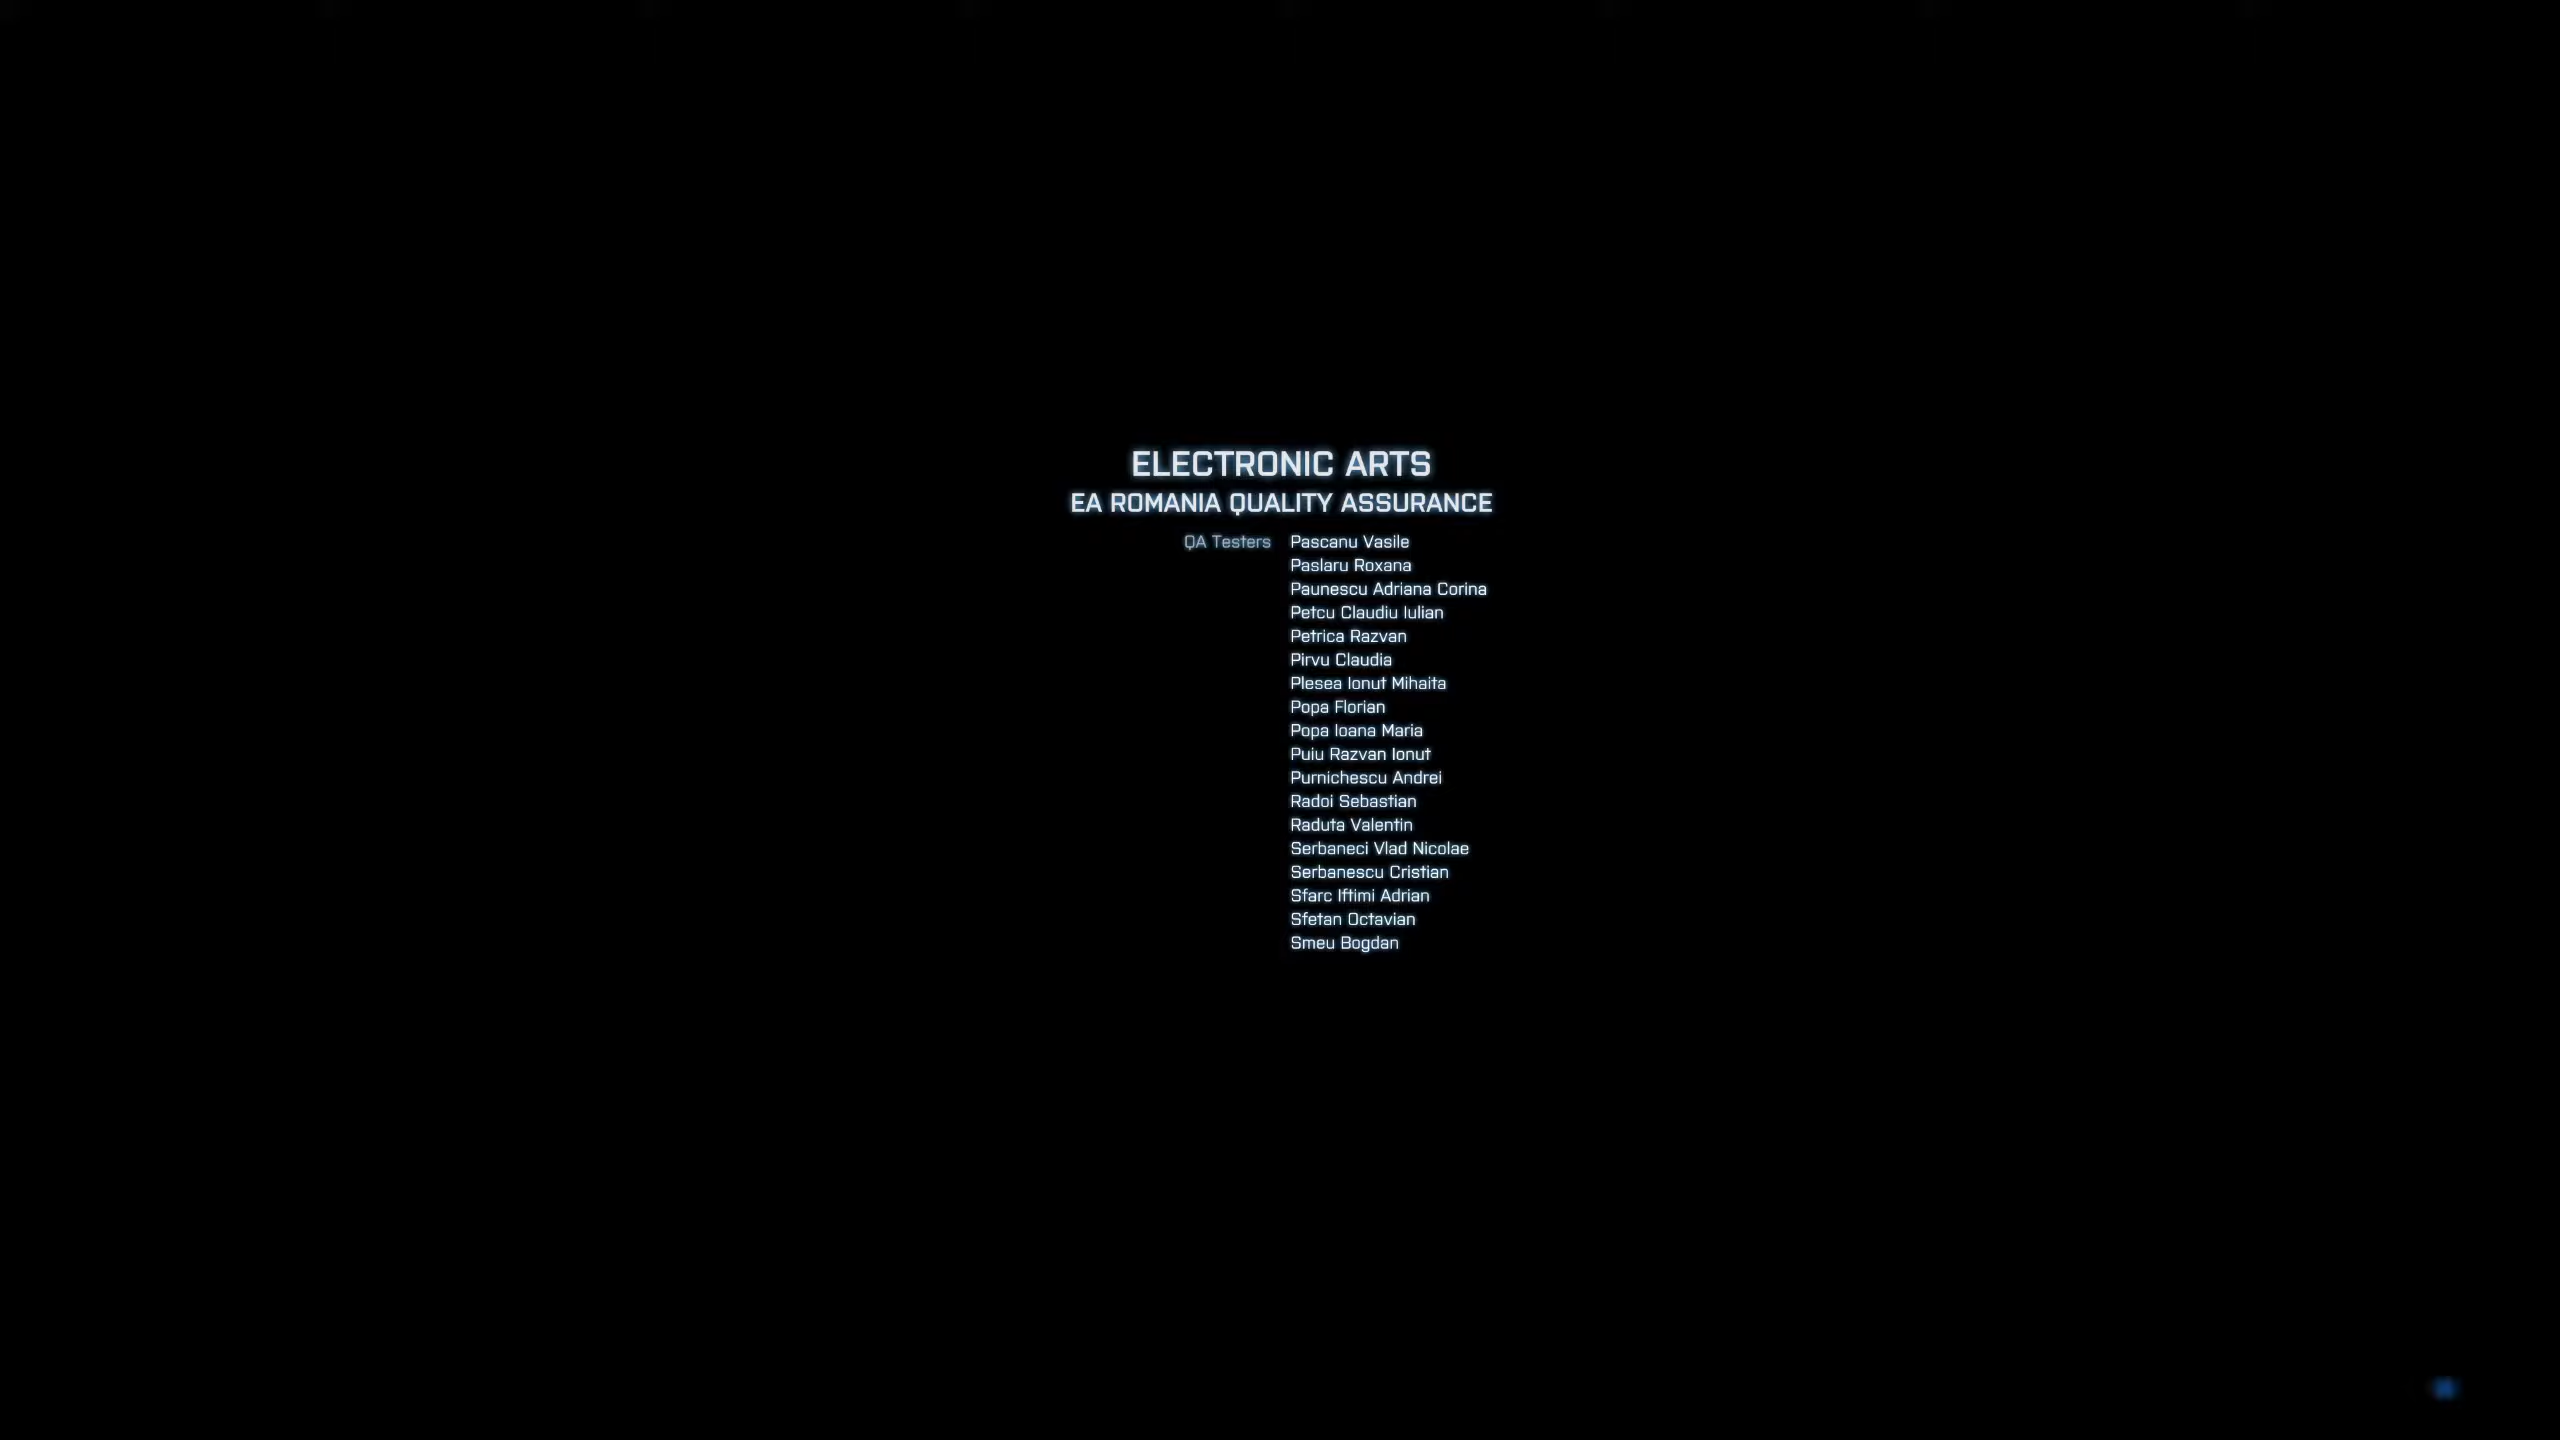 ELECTRONIC ARTS
EA ROMANIA QUALITY ASSURANCE
QA Testers Pascanu Vasile
Paslaru Roxana
Paunescu Adriana Corina
Petcu Claudiu Iulian
Petrica Razvan
Pirvu Claudia
Plesea Ionut Mihaita
Popa Florian
Popa Ioana Maria
Puiu Razvan Ionut
Purnichescu Andrei
Radoi Sebastian
Raduta Valentin
Serbaneci Vlad Nicolae
Serbanescu Cristian
Sfarc Iftimi Adrian
Sfetan Octavian
Smeu Bogdan